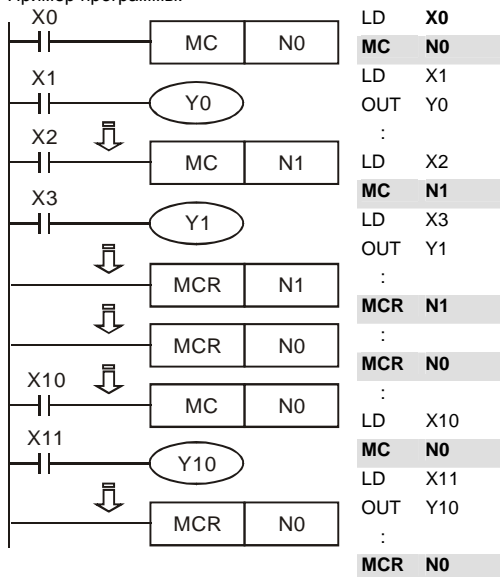 Пример программы:
X0
MC N0
X1
Y0
X2
MC N1
X3
Y1
MCR N1
MCR N0
X10
MC N0
X11
Y10
MCR N0
LD X0
MC N0
LD X1
OUT Y0
:
LD X2
MC N1
LD X3
OUT Y1
:
MCR N1
:
MCR N0
:
LD X10
MC N0
LD X11
OUT Y10
:
MCR N0